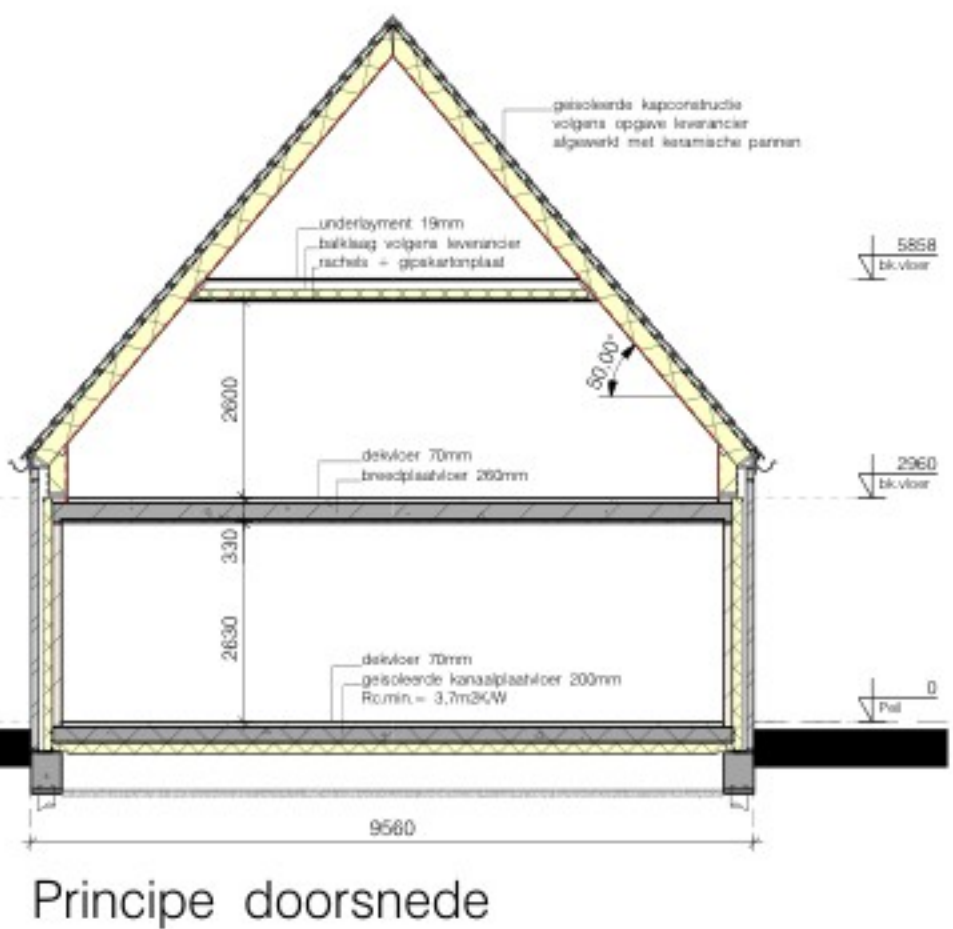 geisoleerde kapconstructie
volgens opgave leverancier
afgewerkt met keramische pannen
underlayment 19mm
balklaag volgens leverancier
rachels + gipskartonplaat
5858
bk.vloer
50.00°
2600
dekvloer 70mm
breedplaatvloer 260mm
2960
bk.vloer
330
2630
dekvloer 70mm
geisoleerde kanaalplaatvloer 200mm
Rc.min.= 3,7m2K/W
0
Peil
9560
Principe doorsnede